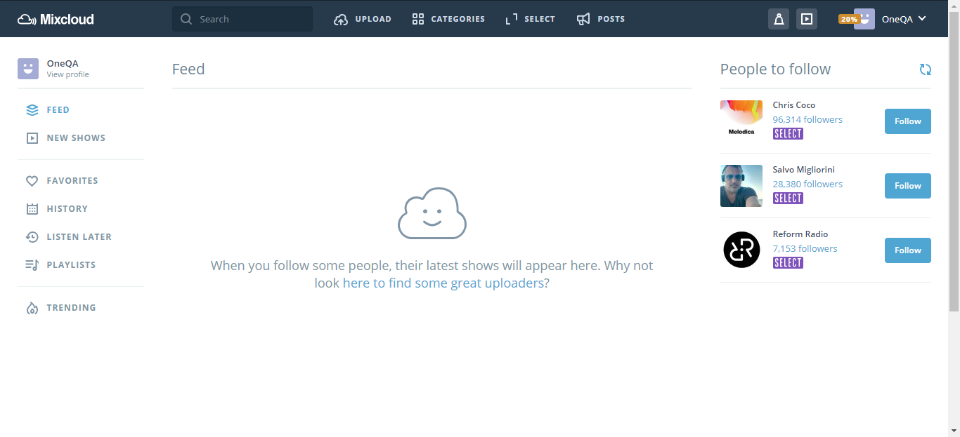 Mixcloud
Search
UPLOAD
CATEGORIES
SELECT
POSTS
20%
OneQA
OneQA
View profile
FEED
NEW SHOWS
FAVORITES
HISTORY
LISTEN LATER
PLAYLISTS
TRENDING
Feed
When you follow some people, their latest shows will appear here. Why not
look here to find some great uploaders?
People to follow
Melodica
Chris Coco
96,314 followers
SELECT
Follow
Salvo Migliorini
28,380 followers
SELECT
Follow
Reform Radio
7,153 followers
SELECT
Follow